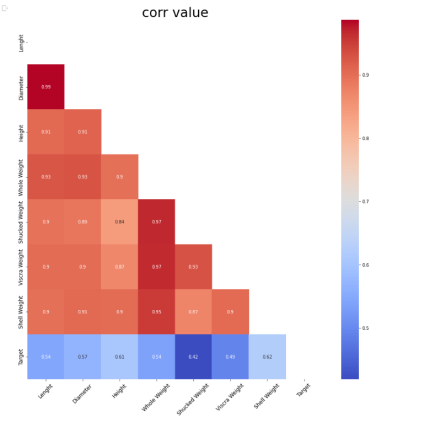 corr value
Lenght
Diameter
0.99
Height
0.91 0.91
Whole Weight
0.93 0.93 0.9
Shucked Weight
0.9 0.89 0.84 0.97
Viscra Weight
0.9 0.9 0.87 0.97 0.93
Shell Weight
0.9 0.91 0.9 0.95 0.87 0.9
Target
0.54 0.57 0.61 0.54 0.42 0.49 0.62
Lenght Diameter Height Whole Weight Shucked Weight Viscra Weight Shell Weight Target
0.9
0.8
0.7
0.6
0.5